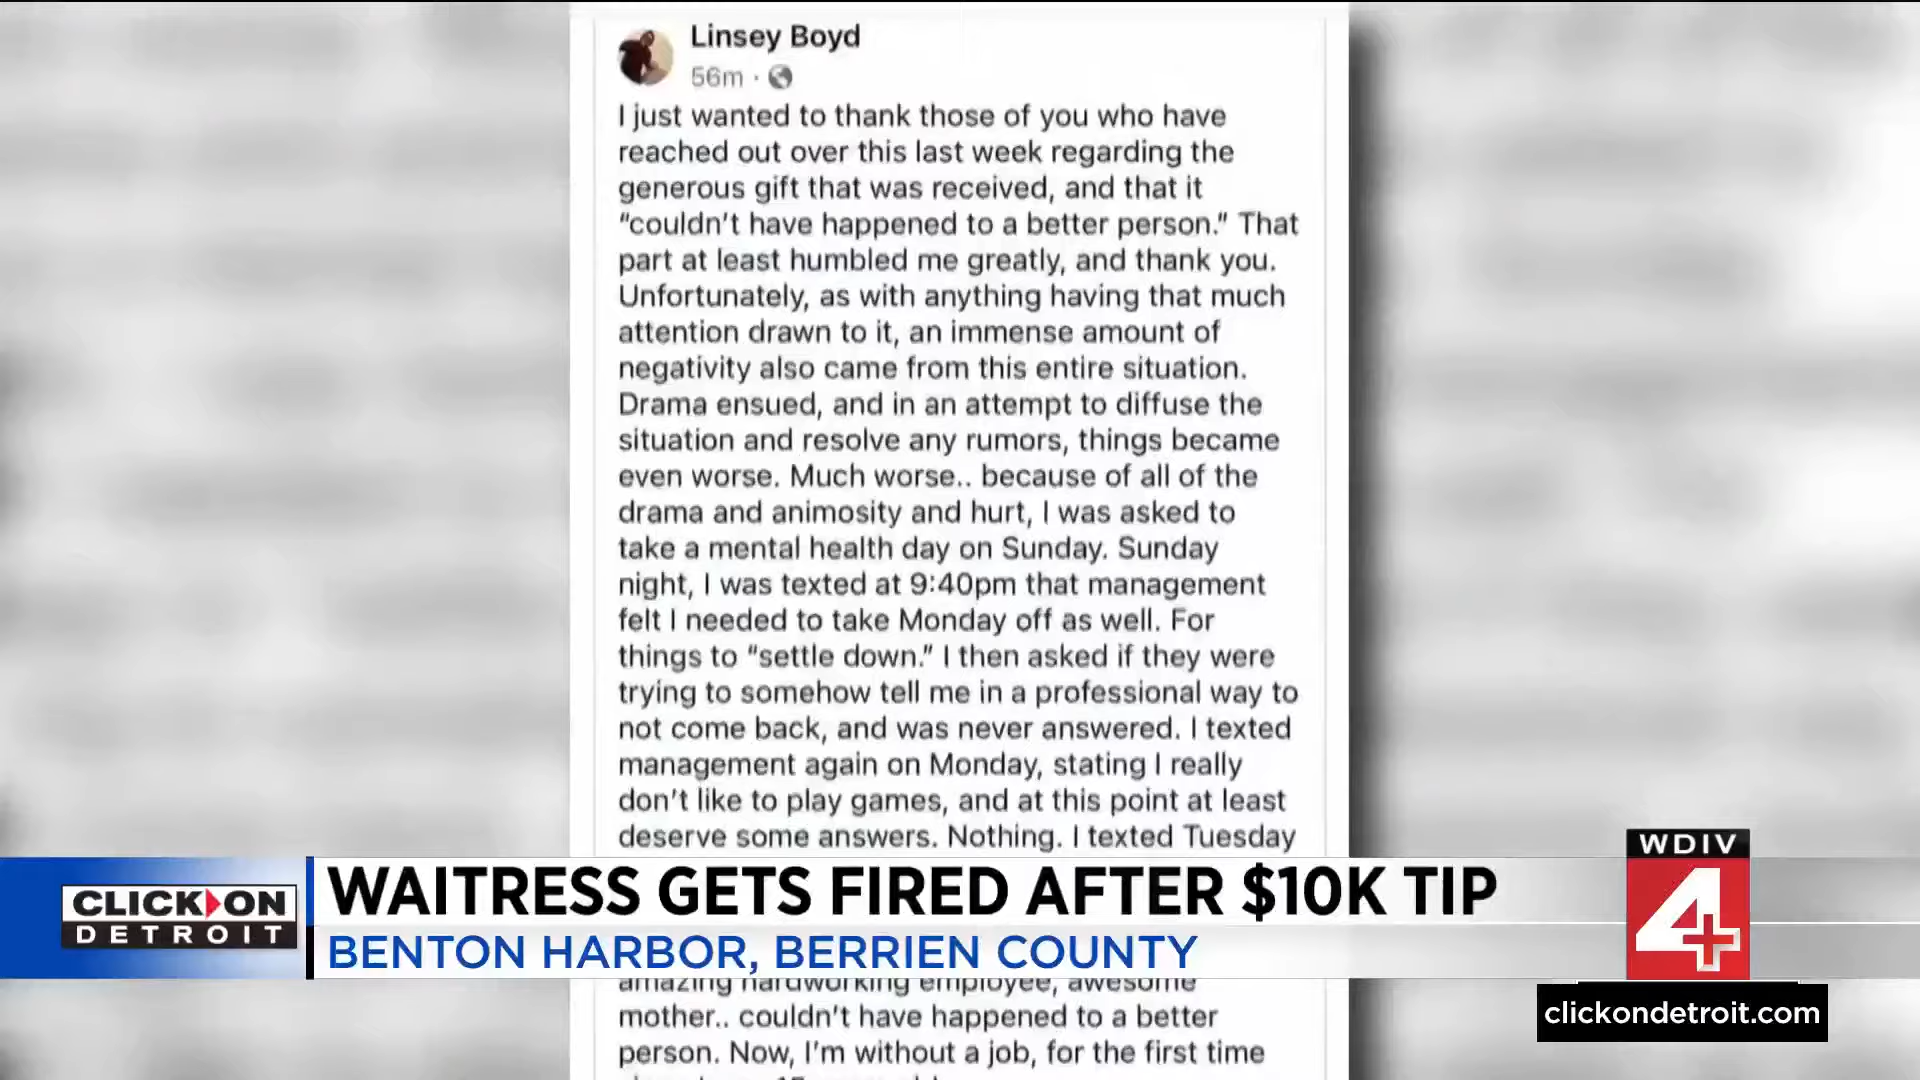 Linsey Boyd
56m ·
I just wanted to thank those of you who have
reached out over this last week regarding the
generous gift that was received, and that it
“couldn't have happened to a better person.” That
part at least humbled me greatly, and thank you.
Unfortunately, as with anything having that much
attention drawn to it, an immense amount of
negativity also came from this entire situation.
Drama ensued, and in an attempt to diffuse the
situation and resolve any rumors, things became
even worse. Much worse.. because of all of the
drama and animosity and hurt, I was asked to
take a mental health day on Sunday. Sunday
night, I was texted at 9:40pm that management
felt I needed to take Monday off as well. For
things to “settle down.” I then asked if they were
trying to somehow tell me in a professional way to
not come back, and was never answered. I texted
management again on Monday, stating I really
don't like to play games, and at this point at least
deserve some answers. Nothing. I texted Tuesday
WDIV
4
CLICK ON
DETROIT
WAITRESS GETS FIRED AFTER $10K TIP
BENTON HARBOR, BERRIEN COUNTY
amazing hardworking employee, awesome
mother.. couldn't have happened to a better
person. Now, I'm without a job, for the first time
clickondetroit.com